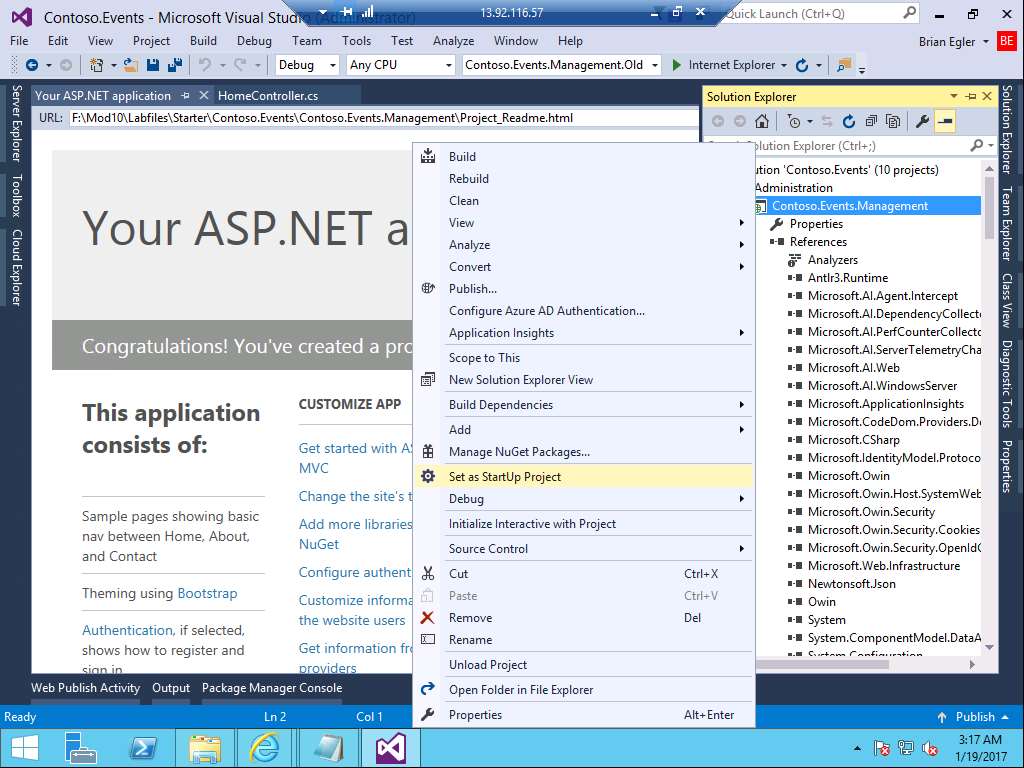 Contoso.Events - Microsoft Visual Studio (Administrator)
13.92.116.57
Quick Launch (Ctrl+Q)
File Edit View Project Build Debug Team Tools Test Analyze Window Help
Brian Egler
BE
Debug Any CPU Contoso.Events.Management.Old Internet Explorer
Your ASP.NET application
HomeController.cs
URL: F:\Mod10\Labfiles\Starter\Contoso.Events\Contoso.Events.Management\Project_Readme.html
Server Explorer
Toolbox
Cloud Explorer
Your ASP.NET a
Congratulations! You've created a pro
This application
consists of:
Sample pages showing basic
nav between Home, About,
and Contact
Theming using Bootstrap
Authentication, if selected,
shows how to register and
sign in
CUSTOMIZE APP
Get started with AS
MVC
Change the site's t
Add more libraries
NuGet
Configure authent
Customize informa
the website users
Get information fro
providers
Build
Rebuild
Clean
View
Analyze
Convert
Publish...
Configure Azure AD Authentication...
Application Insights
Scope to This
New Solution Explorer View
Build Dependencies
Add
Manage NuGet Packages...
Set as StartUp Project
Debug
Initialize Interactive with Project
Source Control
Cut Ctrl+X
Paste Ctrl+V
Remove Del
Rename
Unload Project
Open Folder in File Explorer
Properties Alt+Enter
Solution Explorer
Solution Explorer (Ctrl+;)
ution 'Contoso.Events' (10 projects)
Administration
Contoso.Events.Management
Properties
References
Analyzers
Antlr3.Runtime
Microsoft.AI.Agent.Intercept
Microsoft.AI.DependencyCollecto
Microsoft.AI.PerfCounterCollecto
Microsoft.AI.ServerTelemetryCha
Microsoft.AI.Web
Microsoft.AI.WindowsServer
Microsoft.ApplicationInsights
Microsoft.CodeDom.Providers.Do
Microsoft.CSharp
Microsoft.IdentityModel.Protoco
Microsoft.Owin
Microsoft.Owin.Host.SystemWeb
Microsoft.Owin.Security
Microsoft.Owin.Security.Cookies
Microsoft.Owin.Security.OpenIdC
Microsoft.Web.Infrastructure
Newtonsoft.Json
Owin
System
System.ComponentModel.DataA
System.Configuration
Solution Explorer
Team Explorer
Class View
Diagnostic Tools
Properties
Web Publish Activity Output Package Manager Console
Ready Ln 2 Col 1 Publish
3:17 AM
1/19/2017